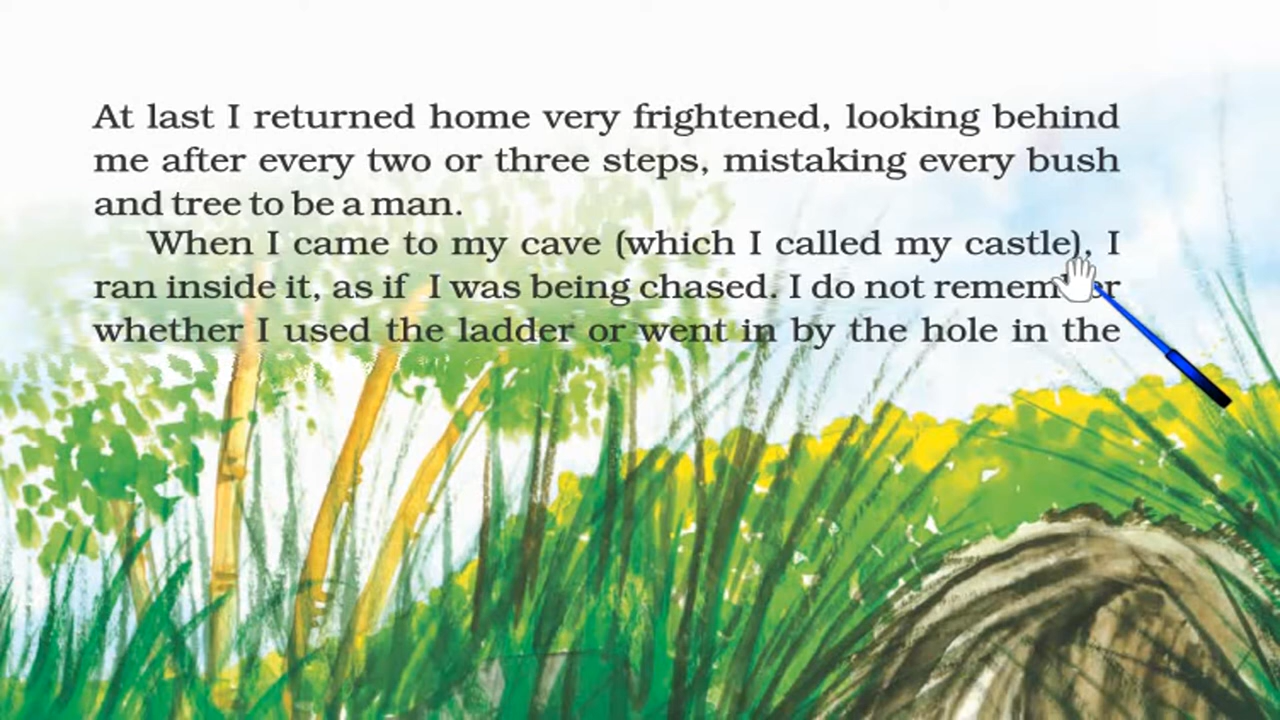 At last I returned home very frightened, looking behind
me after every two or three steps, mistaking every bush
and tree to be a man.
When I came to my cave (which I called my castle), I
ran inside it, as if I was being chased. I do not remember
whether I used the ladder or went in by the hole in the